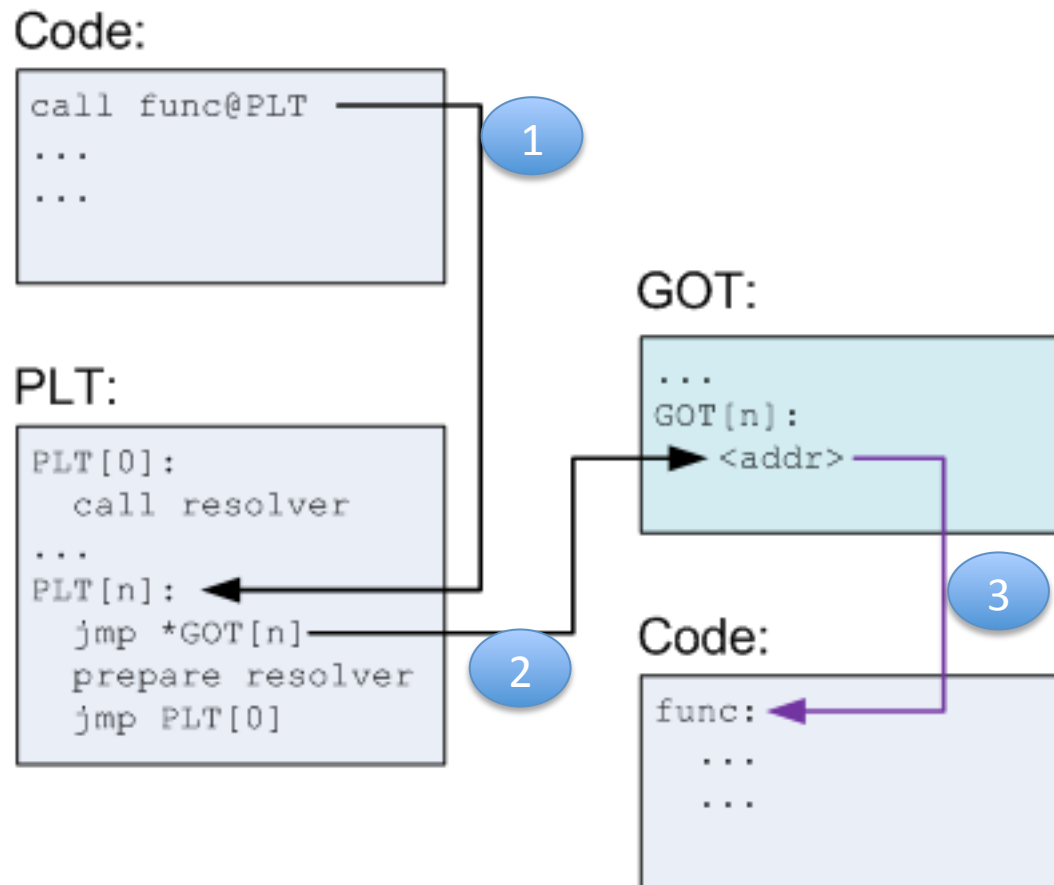 Code:
call func@PLT
...
...
1
PLT:
PLT[0]:
call resolver
...
PLT[n]:
jmp *GOT[n]
prepare resolver
jmp PLT[0]
2
GOT:
...
GOT[n]:
<addr>
3
Code:
func:
...
...